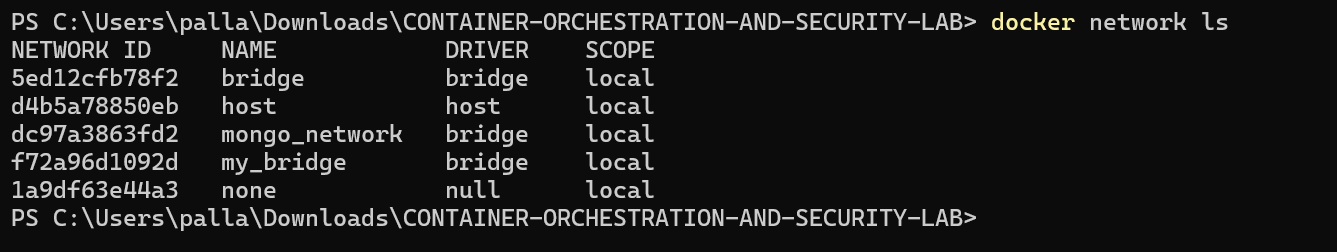 PS C:\Users\palla\Downloads\CONTAINER-ORCHESTRATION-AND-SECURITY-LAB> docker network ls
NETWORK ID     NAME            DRIVER    SCOPE
5ed12cfb78f2   bridge          bridge    local
d4b5a78850eb   host            host      local
dc97a3863fd2   mongo_network   bridge    local
f72a96d1092d   my_bridge       bridge    local
1a9df63e44a3   none            null      local
PS C:\Users\palla\Downloads\CONTAINER-ORCHESTRATION-AND-SECURITY-LAB>